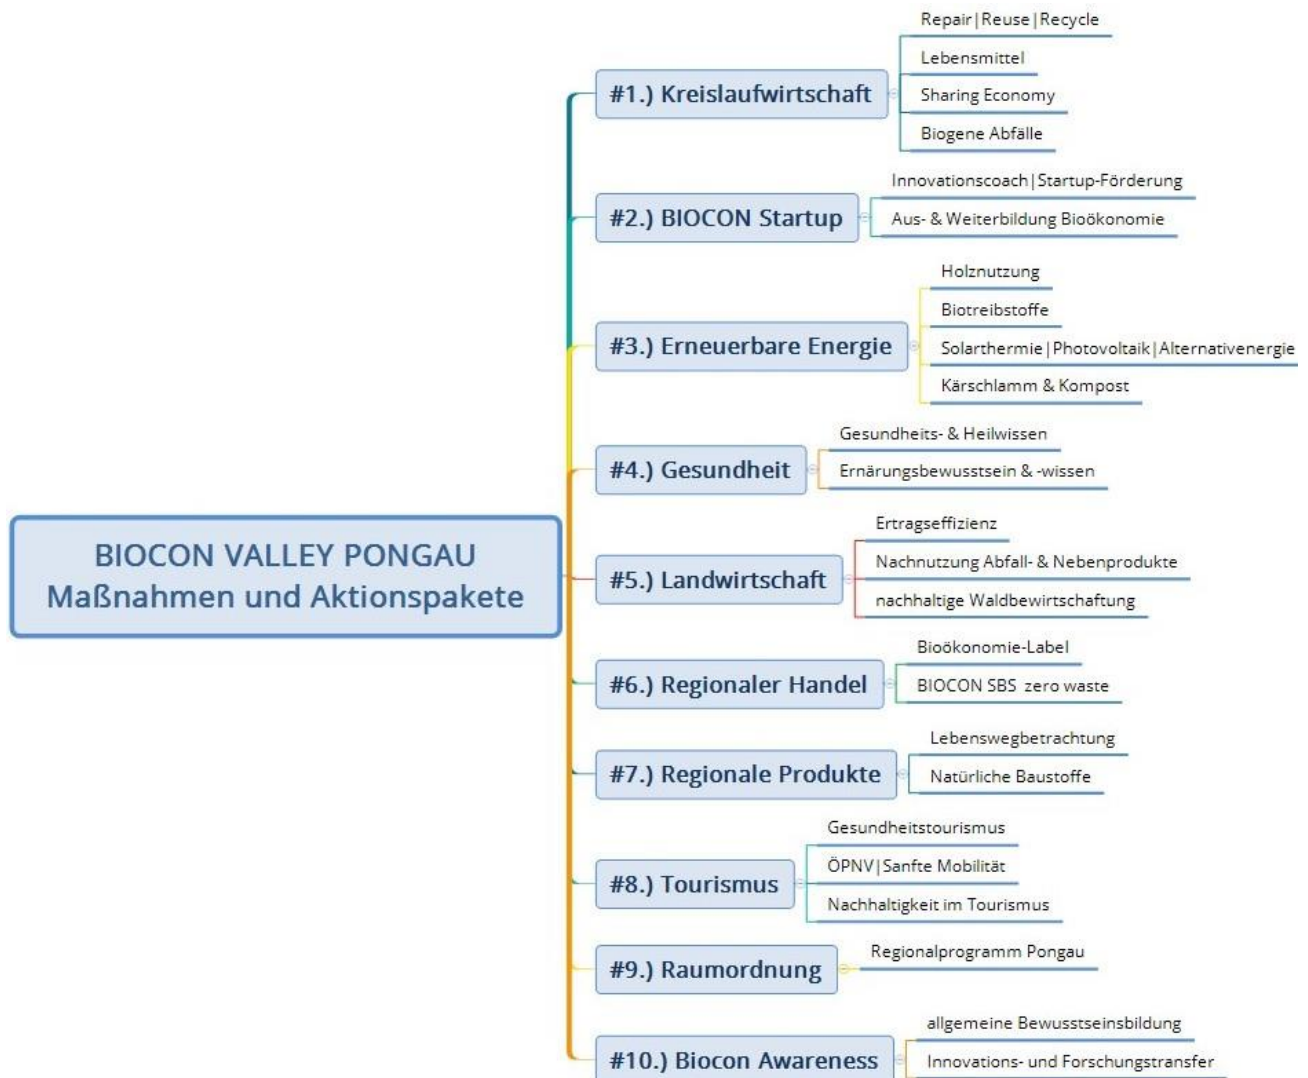 BIOCON VALLEY PONGAU
Maßnahmen und Aktionspakete
#1.) Kreislaufwirtschaft
Repair|Reuse|Recycle
Lebensmittel
Sharing Economy
Biogene Abfälle
#2.) BIOCON Startup
Innovationscoach|Startup-Förderung
Aus- & Weiterbildung Bioökonomie
#3.) Erneuerbare Energie
Holznutzung
Biotreibstoffe
Solarthermie|Photovoltaik|Alternativenergie
Kärschlamm & Kompost
#4.) Gesundheit
Gesundheits- & Heilwissen
Ernärungsbewusstsein & -wissen
#5.) Landwirtschaft
Ertragseffizienz
Nachnutzung Abfall- & Nebenprodukte
nachhaltige Waldbewirtschaftung
#6.) Regionaler Handel
Bioökonomie-Label
BIOCON SBS zero waste
#7.) Regionale Produkte
Lebenswegbetrachtung
Natürliche Baustoffe
#8.) Tourismus
Gesundheitstourismus
ÖPNV|Sanfte Mobilität
Nachhaltigkeit im Tourismus
#9.) Raumordnung
Regionalprogramm Pongau
#10.) Biocon Awareness
allgemeine Bewusstseinsbildung
Innovations- und Forschungstransfer